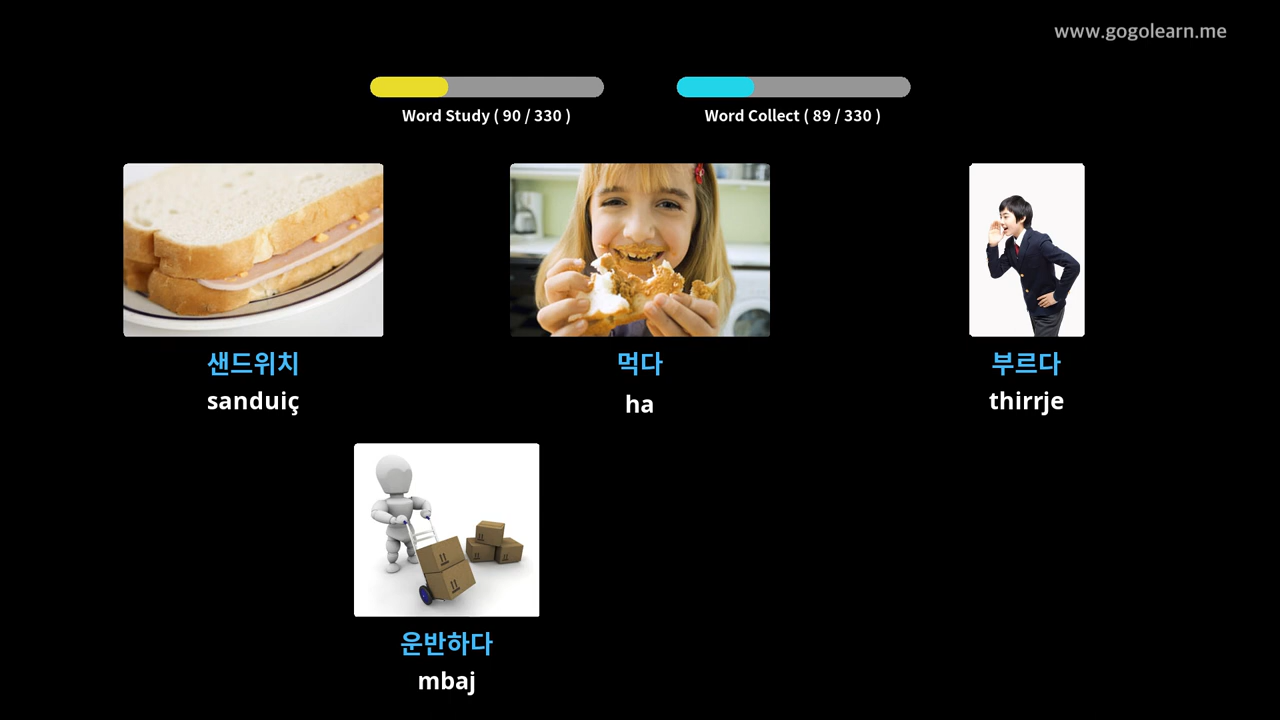 www.gogolearn.me
Word Study ( 90 / 330 )
Word Collect ( 89 / 330 )
샌드위치
sanduiç
먹다
ha
부르다
thirrje
운반하다
mbaj